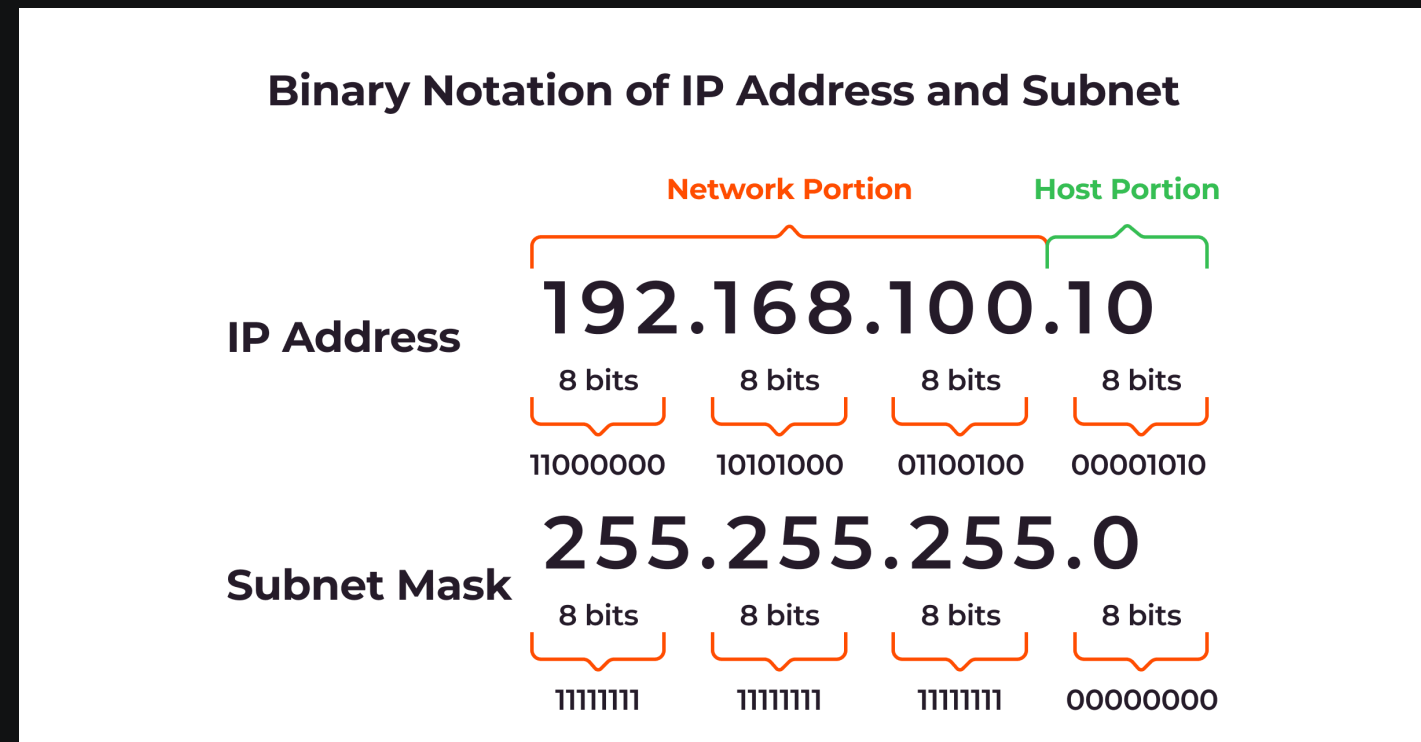 Binary Notation of IP Address and Subnet
Network Portion Host Portion
IP Address
192.168.100.10
8 bits 8 bits 8 bits 8 bits
11000000 10101000 01100100 00001010
Subnet Mask
255.255.255.0
8 bits 8 bits 8 bits 8 bits
11111111 11111111 11111111 00000000